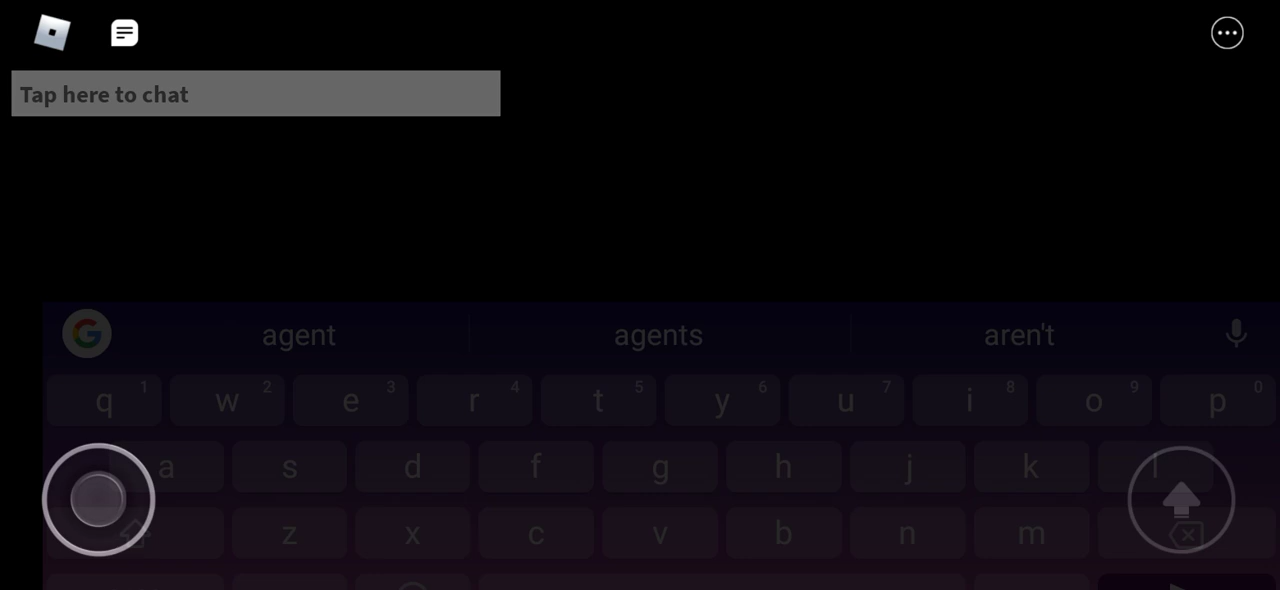 Tap here to chat
G agent agents aren't
1 2 3 4 5 6 7 8 9 0
q w e r t y u i o p
a s d f g h j k l
z x c v b n m